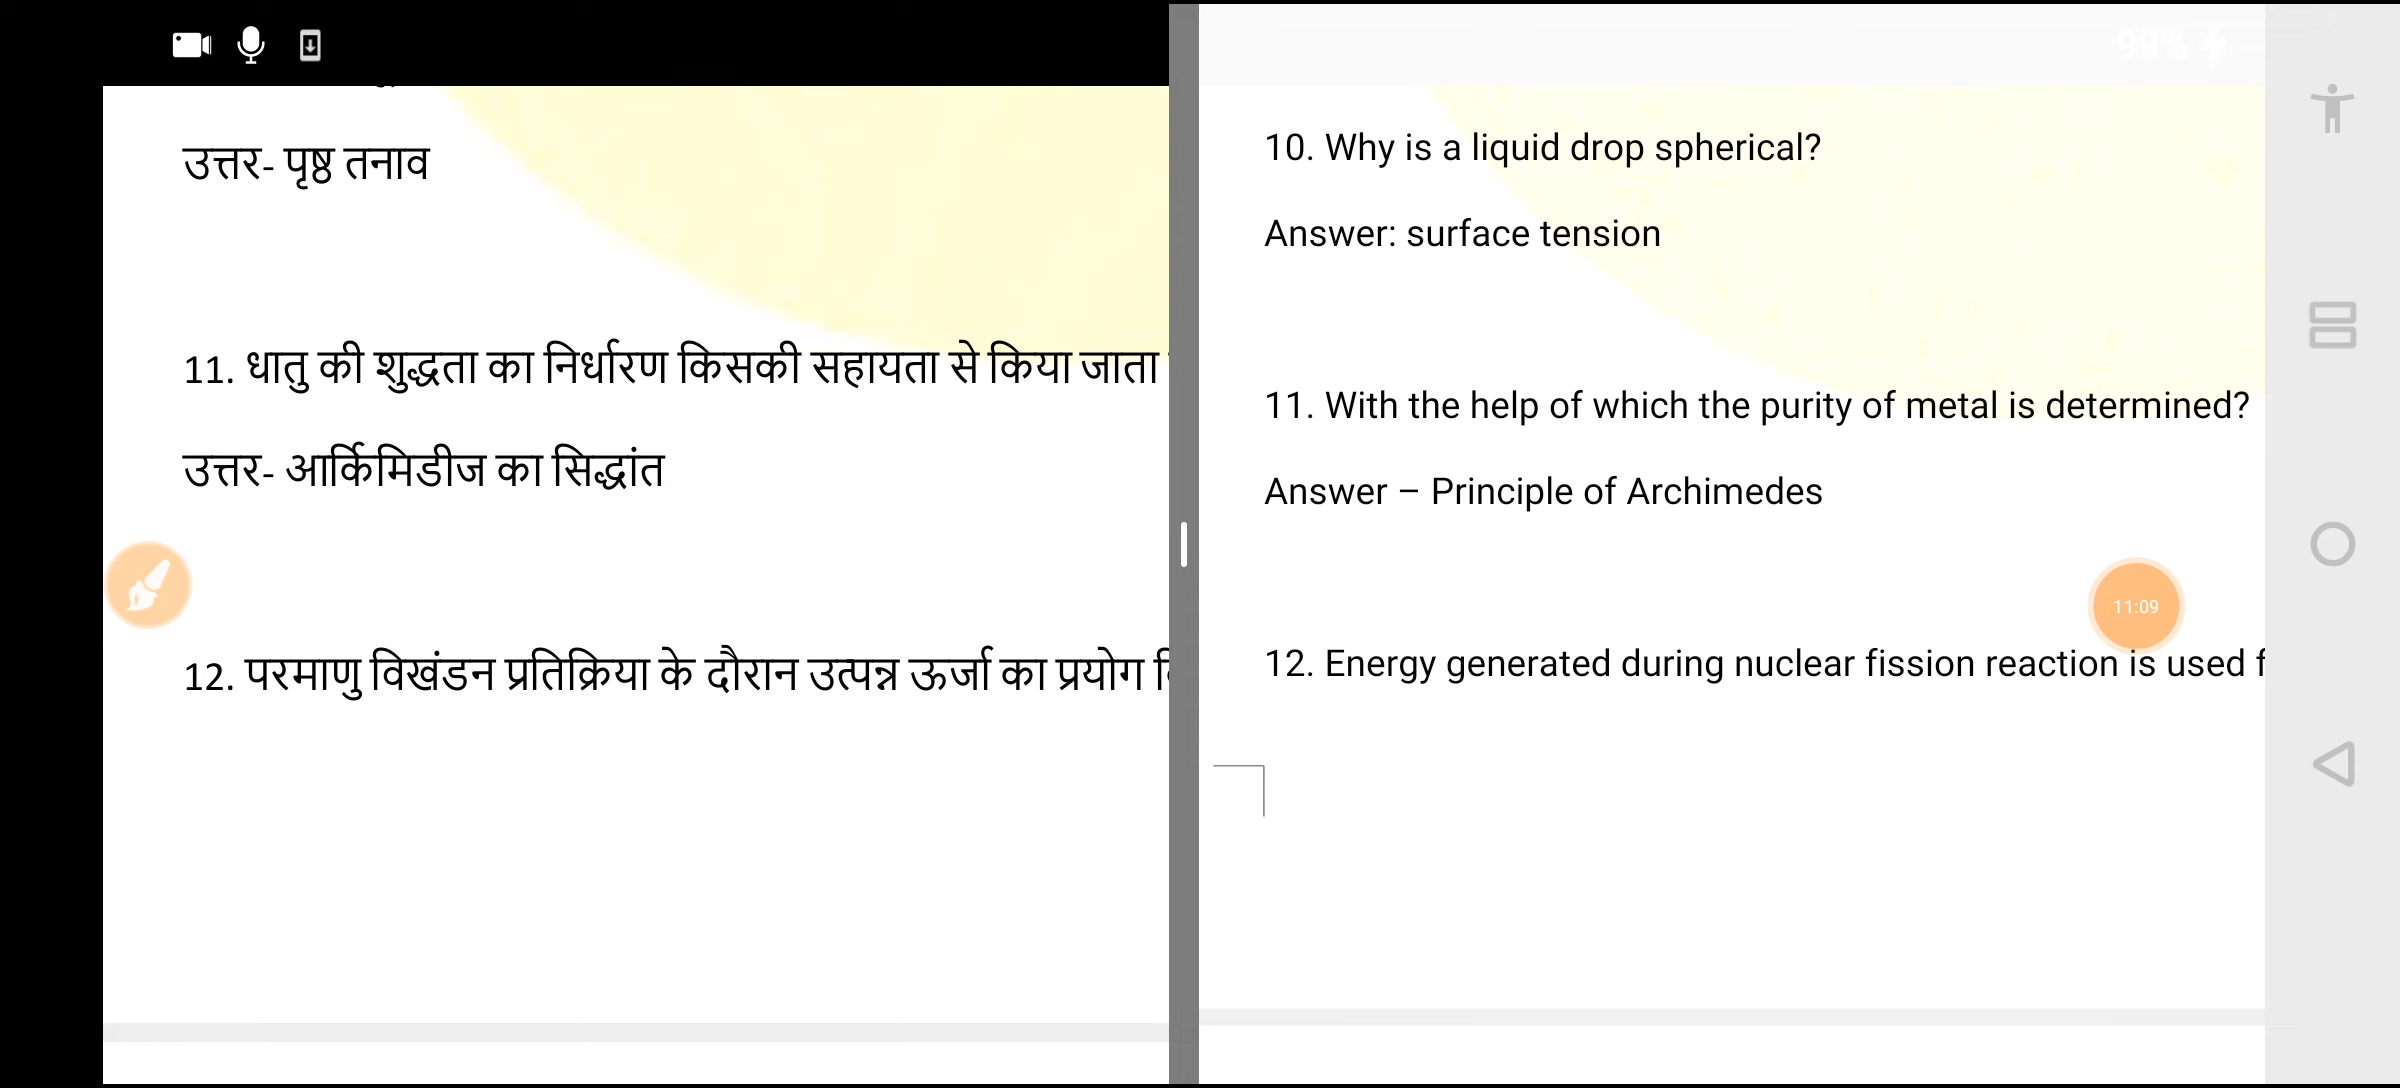 99%
उत्तर- पृष्ठ तनाव
11. धातु की शुद्धता का निर्धारण किसकी सहायता से किया जाता
उत्तर- आर्किमिडीज का सिद्धांत
12. परमाणु विखंडन प्रतिक्रिया के दौरान उत्पन्न ऊर्जा का प्रयोग
10. Why is a liquid drop spherical?
Answer: surface tension
11. With the help of which the purity of metal is determined?
Answer – Principle of Archimedes
11:09
12. Energy generated during nuclear fission reaction is used f